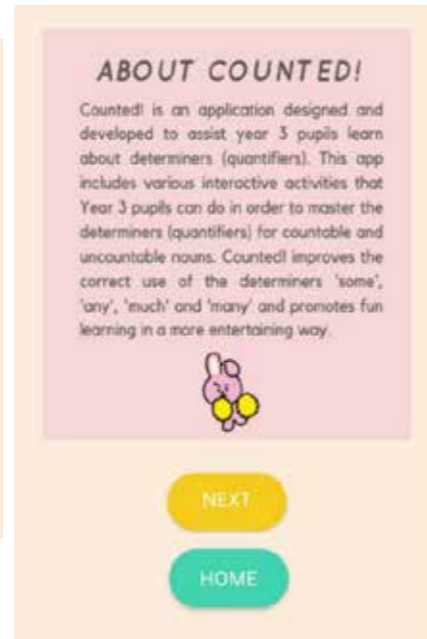 ABOUT COUNTED!
Counted! is an application designed and
developed to assist year 3 pupils learn
about determiners (quantifiers). This app
includes various interactive activities that
Year 3 pupils can do in order to master the
determiners (quantifiers) for countable and
uncountable nouns. Counted! improves the
correct use of the determiners 'some',
'any', 'much' and 'many' and promotes fun
learning in a more entertaining way.
NEXT
HOME